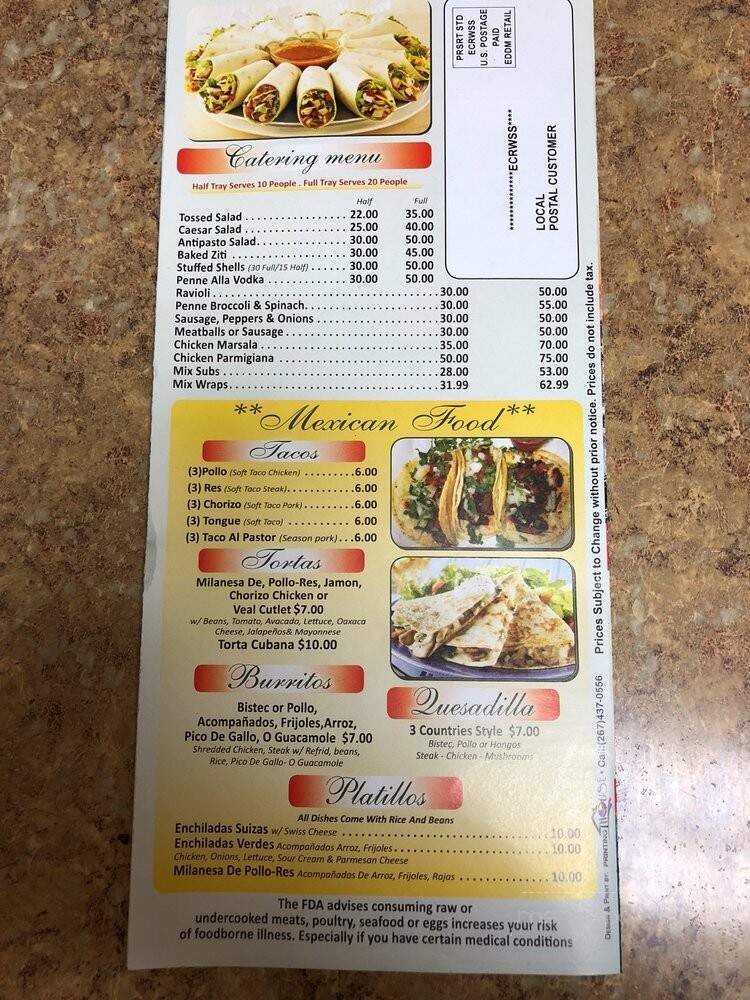 PRSRT STD
ECRWSS
U.S. POSTAGE
PAID
EDDM RETAIL
**************ECRWSS****
LOCAL
POSTAL CUSTOMER
Catering menu
Half Tray Serves 10 People . Full Tray Serves 20 People
Half Full
Tossed Salad 22.00 35.00
Caesar Salad 25.00 40.00
Antipasto Salad 30.00 50.00
Baked Ziti 30.00 45.00
Stuffed Shells (30 Full/15 Half) 30.00 50.00
Penne Alla Vodka 30.00 50.00
Ravioli 30.00 50.00
Penne Broccoli & Spinach 30.00 55.00
Sausage, Peppers & Onions 30.00 50.00
Meatballs or Sausage 30.00 50.00
Chicken Marsala 35.00 70.00
Chicken Parmigiana 50.00 75.00
Mix Subs 28.00 53.00
Mix Wraps 31.99 62.99
**Mexican Food**
Tacos
(3)Pollo (Soft Taco Chicken) 6.00
(3) Res (Soft Taco Steak) 6.00
(3) Chorizo (Soft Taco Pork) 6.00
(3) Tongue (Soft Taco) 6.00
(3) Taco Al Pastor (Season pork) 6.00
Tortas
Milanesa De, Pollo-Res, Jamon,
Chorizo Chicken or
Veal Cutlet $7.00
w/ Beans, Tomato, Avacado, Lettuce, Oaxaca
Cheese, Jalapeños& Mayonnese
Torta Cubana $10.00
Burritos
Bistec or Pollo,
Acompañados, Frijoles,Arroz,
Pico De Gallo, O Guacamole $7.00
Shredded Chicken, Steak w/ Refrid, beans,
Rice, Pico De Gallo- O Guacamole
Quesadilla
3 Countries Style $7.00
Bistec, Pollo or Hongos
Steak - Chicken - Mushrooms
Platillos
All Dishes Come With Rice And Beans
Enchiladas Suizas w/ Swiss Cheese 10.00
Enchiladas Verdes Acompañados Arroz, Frijoles 10.00
Chicken, Onions, Lettuce, Sour Cream & Parmesan Cheese
Milanesa De Pollo-Res Acompañados De Arroz, Frijoles, Rajas 10.00
The FDA advises consuming raw or
undercooked meats, poultry, seafood or eggs increases your risk
of foodborne illness. Especially if you have certain medical conditions
Prices Subject to Change without prior notice. Prices do not include tax.
Design & Print by: PRINTING HOUSE • Call:(267)437-0556